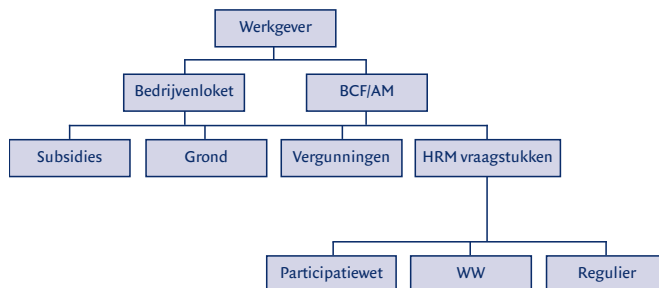 Werkgever
Bedrijvenloket
BCF/AM
Subsidies
Grond
Vergunningen
HRM vraagstukken
Participatiewet
WW
Regulier